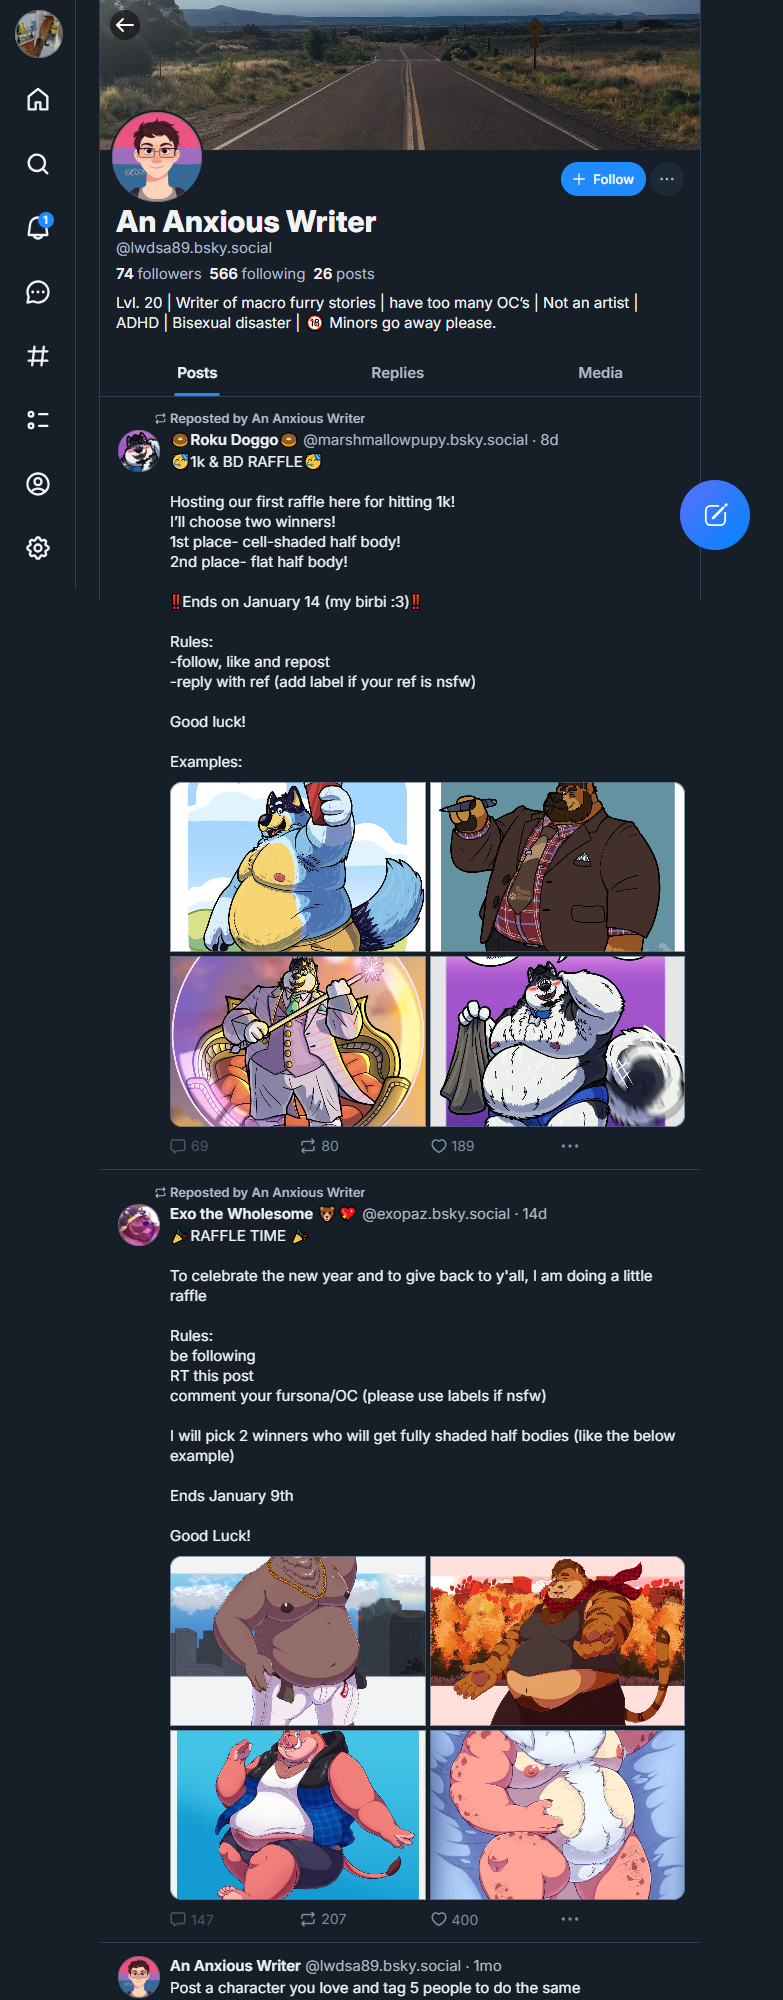 1
Follow
An Anxious Writer
@lwdsa89.bsky.social
74 followers 566 following 26 posts
Lvl. 20 | Writer of macro furry stories | have too many OC’s | Not an artist |
ADHD | Bisexual disaster | 🔞 Minors go away please.
Posts Replies Media
Reposted by An Anxious Writer
🍩Roku Doggo🍩 @marshmallowpupy.bsky.social · 8d
🥳1k & BD RAFFLE🥳
Hosting our first raffle here for hitting 1k!
I’ll choose two winners!
1st place- cell-shaded half body!
2nd place- flat half body!
‼️Ends on January 14 (my birbi :3)‼️
Rules:
-follow, like and repost
-reply with ref (add label if your ref is nsfw)
Good luck!
Examples:
69 80 189
Reposted by An Anxious Writer
Exo the Wholesome 🐻 💖 @exopaz.bsky.social · 14d
🎉RAFFLE TIME 🎉
To celebrate the new year and to give back to y'all, I am doing a little
raffle
Rules:
be following
RT this post
comment your fursona/OC (please use labels if nsfw)
I will pick 2 winners who will get fully shaded half bodies (like the below
example)
Ends January 9th
Good Luck!
147 207 400
An Anxious Writer @lwdsa89.bsky.social · 1mo
Post a character you love and tag 5 people to do the same